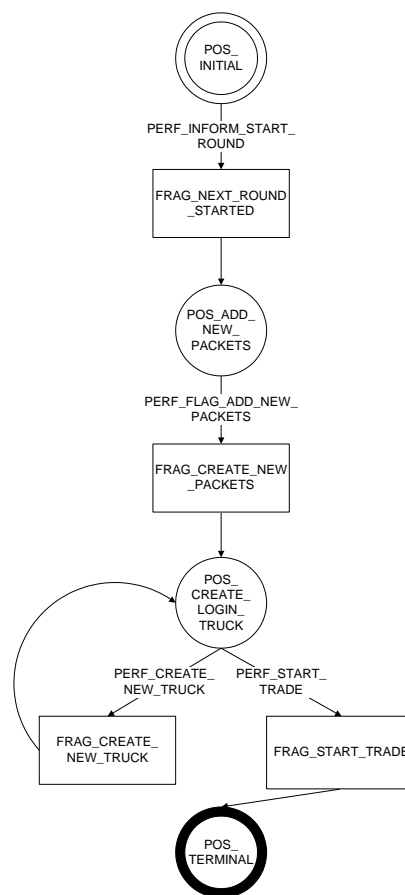 POS_
INITIAL
PERF_INFORM_START_
ROUND
FRAG_NEXT_ROUND
_STARTED
POS_ADD_
NEW_
PACKETS
PERF_FLAG_ADD_NEW_
PACKETS
FRAG_CREATE_NEW
_PACKETS
POS_
CREATE_
LOGIN_
TRUCK
PERF_CREATE_
NEW_TRUCK
PERF_START_
TRADE
FRAG_CREATE_
NEW_TRUCK
FRAG_START_TRADE
POS_
TERMINAL